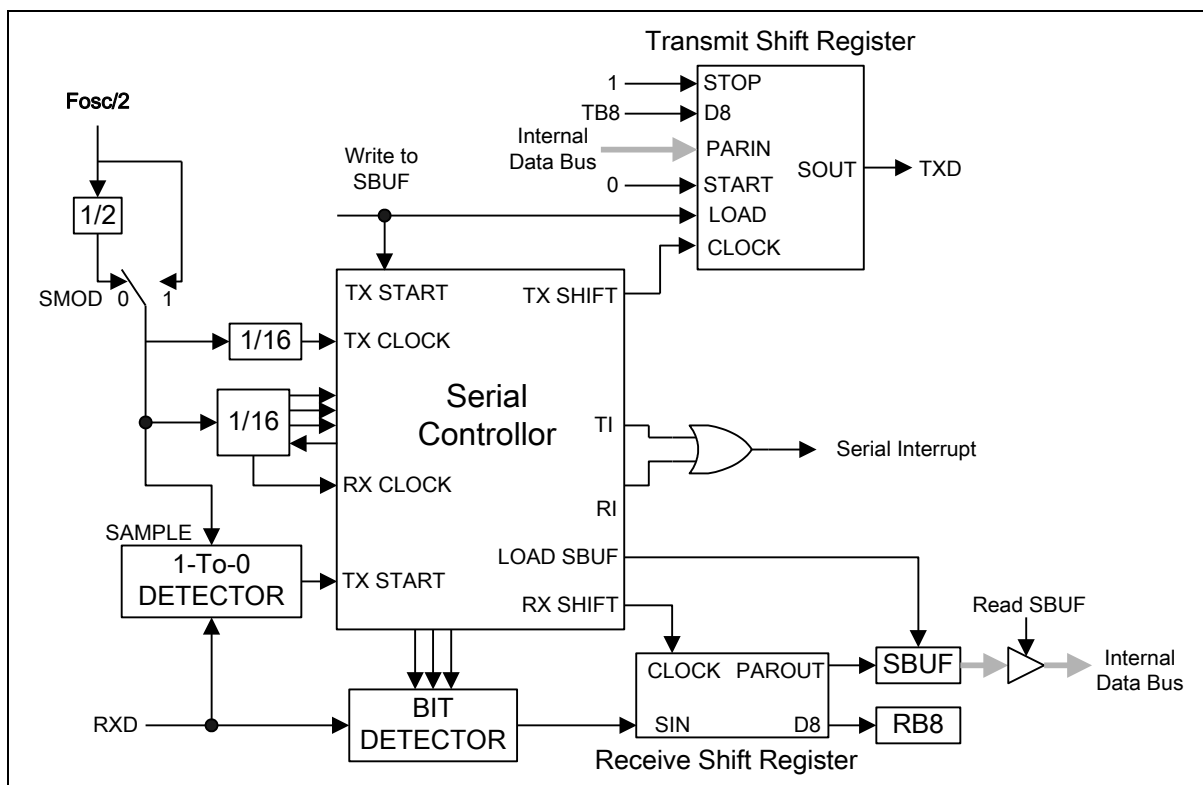 Transmit Shift Register
Fosc/2
1
STOP
TB8
D8
Internal
Data Bus
PARIN
SOUT
TXD
0
START
Write to
SBUF
LOAD
CLOCK
1/2
SMOD
0
1
TX START
TX SHIFT
1/16
TX CLOCK
1/16
Serial
Controllor
TI
Serial Interrupt
RX CLOCK
RI
SAMPLE
1-To-0
DETECTOR
TX START
LOAD SBUF
RX SHIFT
Read SBUF
CLOCK
PAROUT
SBUF
Internal
Data Bus
RXD
BIT
DETECTOR
SIN
D8
RB8
Receive Shift Register